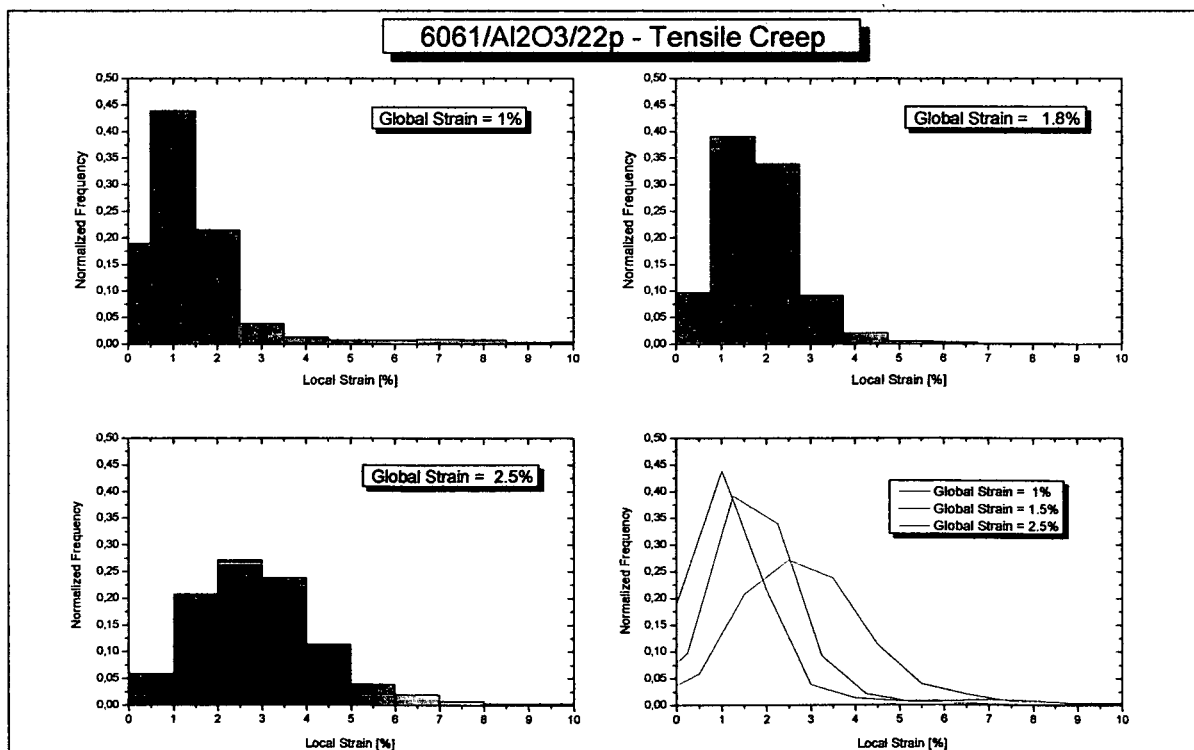 6061/Al2O3/22p - Tensile Creep
0,50
0,45
0,40
0,35
0,30
0,25
0,20
0,15
0,10
0,05
0,00
Normalized Frequency
Global Strain = 1%
0 1 2 3 4 5 6 7 8 9 10
Local Strain [%]
0,50
0,45
0,40
0,35
0,30
0,25
0,20
0,15
0,10
0,05
0,00
Normalized Frequency
Global Strain = 1.8%
0 1 2 3 4 5 6 7 8 9 10
Local Strain [%]
0,50
0,45
0,40
0,35
0,30
0,25
0,20
0,15
0,10
0,05
0,00
Normalized Frequency
Global Strain = 2.5%
0 1 2 3 4 5 6 7 8 9 10
Local Strain [%]
0,50
0,45
0,40
0,35
0,30
0,25
0,20
0,15
0,10
0,05
0,00
Normalized Frequency
Global Strain = 1%
Global Strain = 1.5%
Global Strain = 2.5%
0 1 2 3 4 5 6 7 8 9 10
Local Strain [%]